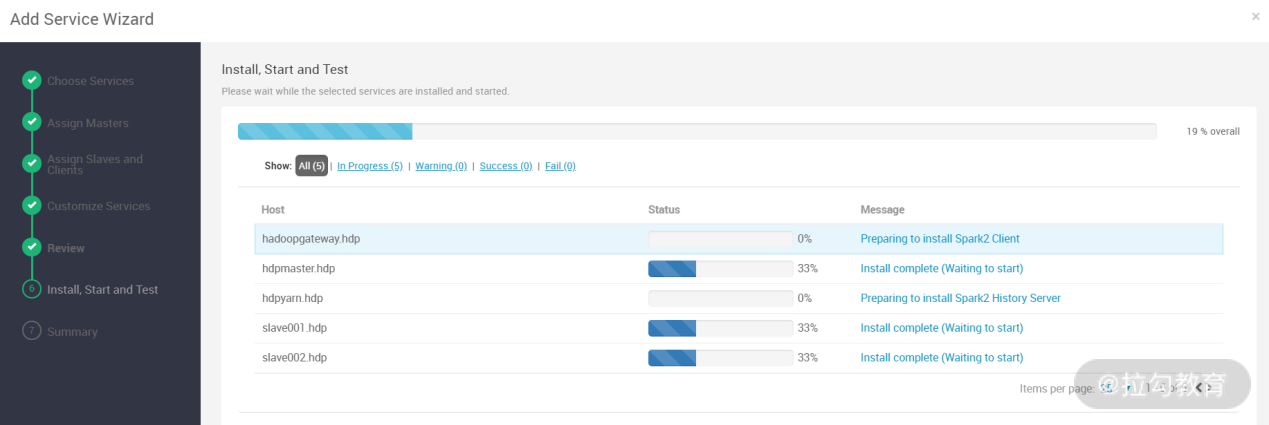 Add Service Wizard
×
Choose Services
Assign Masters
Assign Slaves and
Clients
Customize Services
Review
6 Install, Start and Test
7 Summary
Install, Start and Test
Please wait while the selected services are installed and started.
19 % overall
Show: All (5) | In Progress (5) | Warning (0) | Success (0) | Fail (0)
Host Status Message
hadoopgateway.hdp 0% Preparing to install Spark2 Client
hdpmaster.hdp 33% Install complete (Waiting to start)
hdpyarn.hdp 0% Preparing to install Spark2 History Server
slave001.hdp 33% Install complete (Waiting to start)
slave002.hdp 33% Install complete (Waiting to start)
Items per page:
@拉勾教育